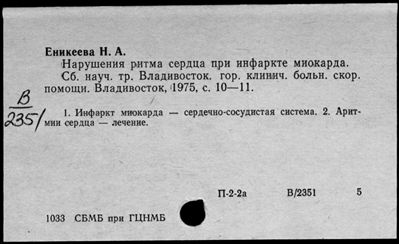 Еникеева Н. А.
Нарушения ритма сердца при инфаркте миокарда.
Сб. науч. тр. Владивосток. гор. клинич. больн. скор.
помощи. Владивосток, 1975, с. 10—11.
В
2351
1. Инфаркт миокарда — сердечно-сосудистая система. 2. Арит-
мии сердца — лечение.
П-2-2а В/2351 5
1033 СБМБ при ГЦНМБ